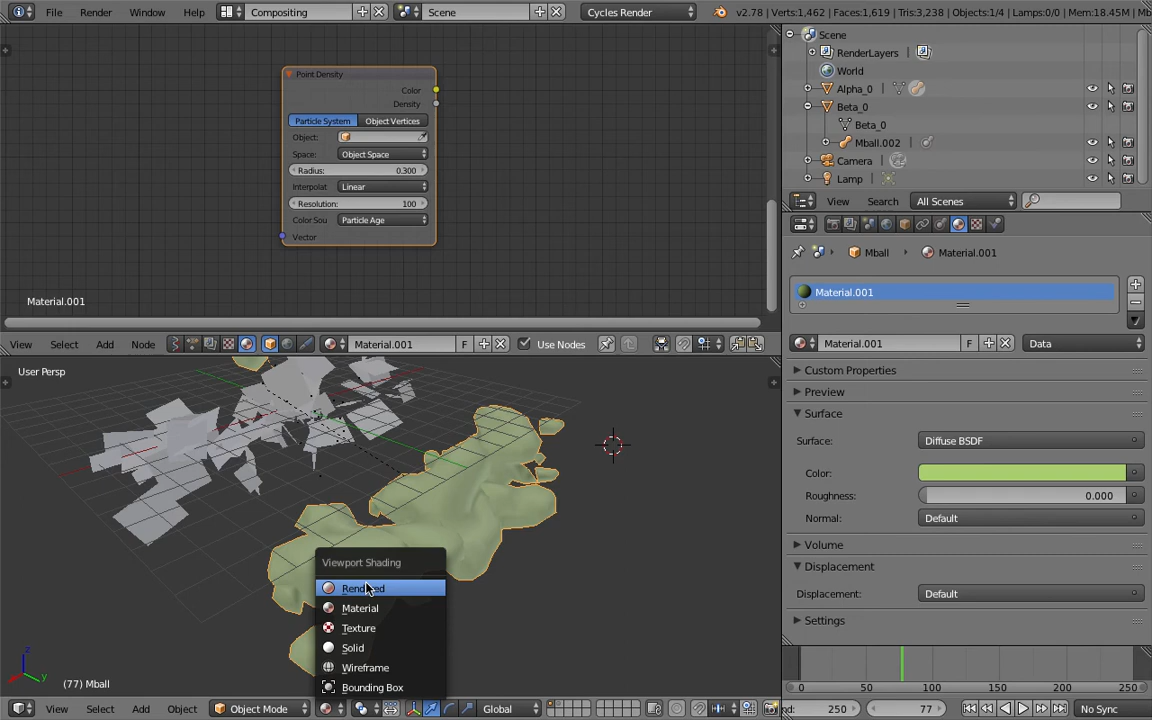 File Render Window Help Compositing Scene Cycles Render v2.78 | Verts:1,462 | Faces:1,619 | Tris:3,238 | Objects:1/4 | Lamps:0/0 | Mem:18.45M | Mb
Point Density
Color
Density
Particle System Object Vertices
Object:
Space: Object Space
Radius: 0.300
Interpolat Linear
Resolution: 100
Color Sou Particle Age
Vector
Material.001
View Select Add Node Material.001 F Use Nodes
User Persp
Viewport Shading
Rendered
Material
Texture
Solid
Wireframe
Bounding Box
(77) Mball
View Select Add Object Object Mode Global
Scene
RenderLayers
World
Alpha_0
Beta_0
Beta_0
Mball.002
Camera
Lamp
View Search All Scenes
Mball Material.001
Material.001
Material.001 F Data
Custom Properties
Preview
Surface
Surface: Diffuse BSDF
Color:
Roughness: 0.000
Normal: Default
Volume
Displacement
Displacement: Default
Settings
0 50 100 150 200 250
nd: 250 77 No Sync